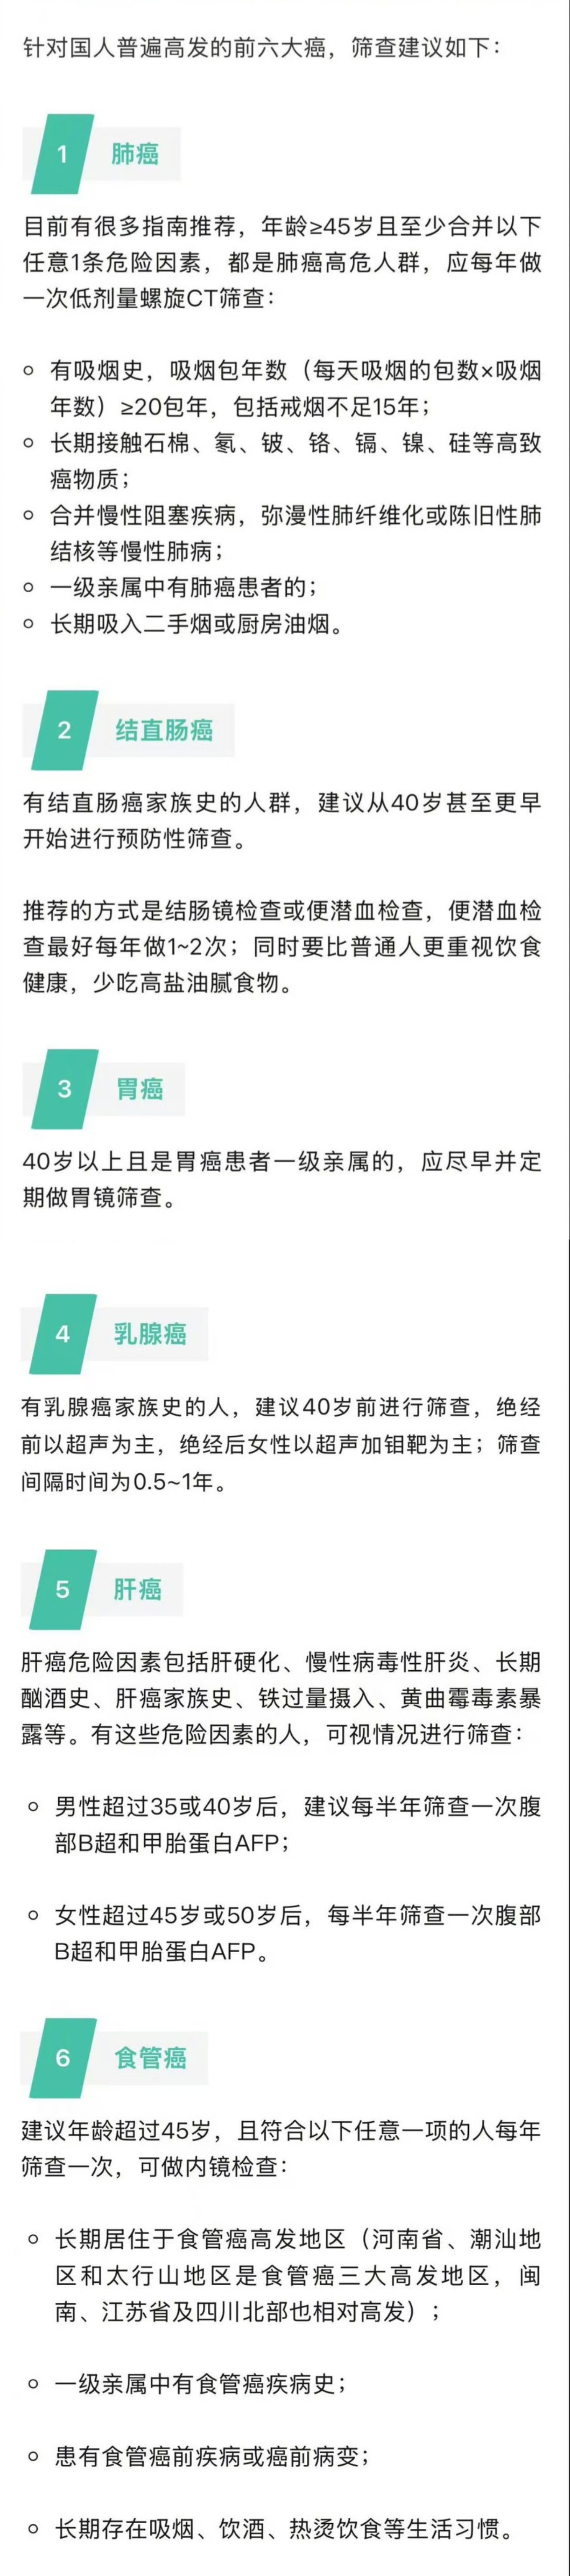 针对国人普遍高发的前六大癌，筛查建议如下：
1 肺癌
目前有很多指南推荐，年龄≥45岁且至少合并以下
任意1条危险因素，都是肺癌高危人群，应每年做
一次低剂量螺旋CT筛查：
有吸烟史，吸烟包年数（每天吸烟的包数×吸烟
年数）≥20包年，包括戒烟不足15年；
长期接触石棉、氡、铍、铬、镉、镍、硅等高致
癌物质；
合并慢性阻塞疾病，弥漫性肺纤维化或陈旧性肺
结核等慢性肺病；
一级亲属中有肺癌患者的；
长期吸入二手烟或厨房油烟。
2 结直肠癌
有结直肠癌家族史的人群，建议从40岁甚至更早
开始进行预防性筛查。
推荐的方式是结肠镜检查或便潜血检查，便潜血检
查最好每年做1~2次；同时要比普通人更重视饮食
健康，少吃高盐油腻食物。
3 胃癌
40岁以上且是胃癌患者一级亲属的，应尽早并定
期做胃镜筛查。
4 乳腺癌
有乳腺癌家族史的人，建议40岁前进行筛查，绝经
前以超声为主，绝经后女性以超声加钼靶为主；筛查
间隔时间为0.5~1年。
5 肝癌
肝癌危险因素包括肝硬化、慢性病毒性肝炎、长期
酗酒史、肝癌家族史、铁过量摄入、黄曲霉毒素暴
露等。有这些危险因素的人，可视情况进行筛查：
男性超过35或40岁后，建议每半年筛查一次腹
部B超和甲胎蛋白AFP；
女性超过45岁或50岁后，每半年筛查一次腹部
B超和甲胎蛋白AFP。
6 食管癌
建议年龄超过45岁，且符合以下任意一项的人每年
筛查一次，可做内镜检查：
长期居住于食管癌高发地区（河南省、潮汕地
区和太行山地区是食管癌三大高发地区，闽
南、江苏省及四川北部也相对高发）；
一级亲属中有食管癌疾病史；
患有食管癌前疾病或癌前病变；
长期存在吸烟、饮酒、热烫饮食等生活习惯。